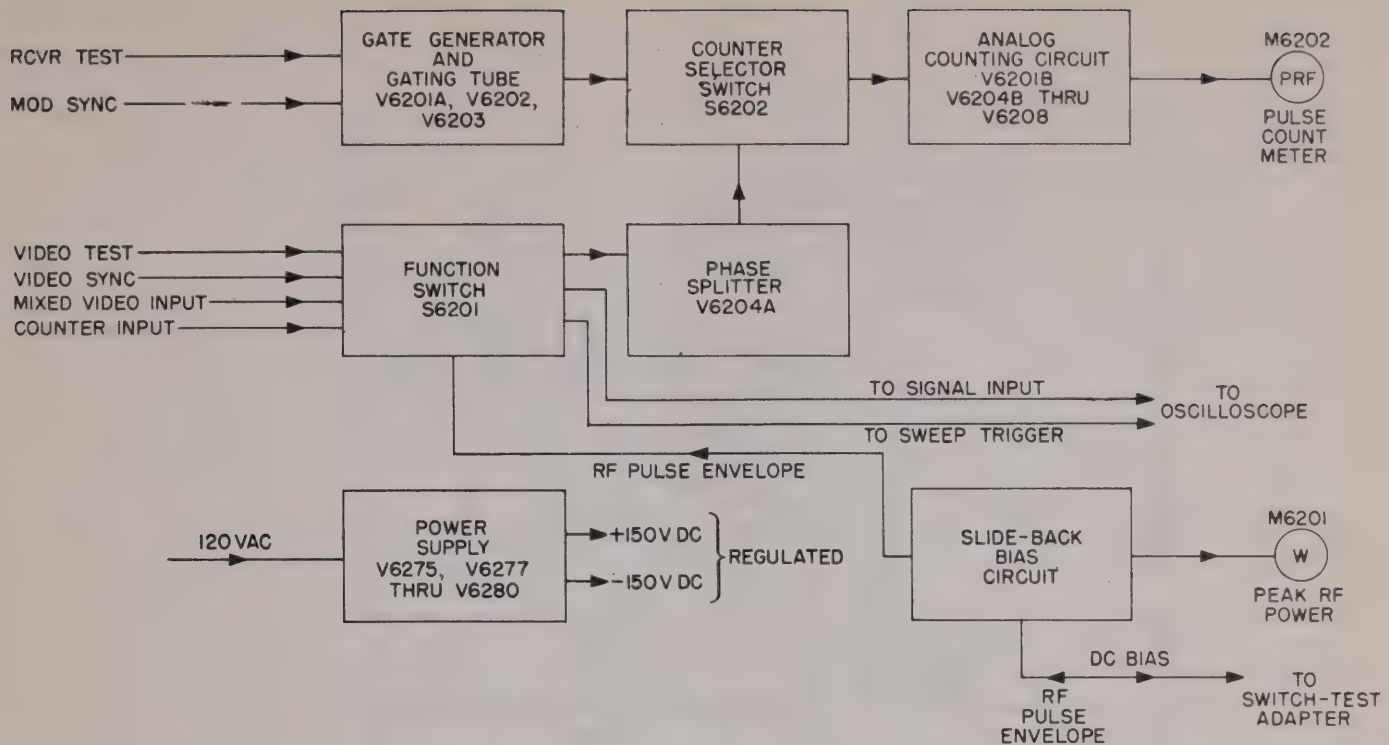 RCVR TEST
MOD SYNC
GATE GENERATOR
AND
GATING TUBE
V6201A, V6202,
V6203
COUNTER
SELECTOR
SWITCH
S6202
ANALOG
COUNTING CIRCUIT
V6201B
V6204B THRU
V6208
M6202
PRF
PULSE
COUNT
METER
VIDEO TEST
VIDEO SYNC
MIXED VIDEO INPUT
COUNTER INPUT
FUNCTION
SWITCH
S6201
PHASE
SPLITTER
V6204A
TO SIGNAL INPUT
TO SWEEP TRIGGER
TO
OSCILLOSCOPE
RF PULSE ENVELOPE
120 VAC
POWER
SUPPLY
V6275, V6277
THRU V6280
+150V DC
-150V DC
REGULATED
SLIDE-BACK
BIAS
CIRCUIT
M6201
W
PEAK RF
POWER
DC BIAS
RF
PULSE
ENVELOPE
TO
SWITCH-TEST
ADAPTER